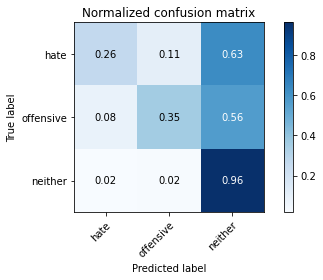 Normalized confusion matrix
True label
hate
offensive
neither
0.26 0.11 0.63
0.08 0.35 0.56
0.02 0.02 0.96
hate
offensive
neither
Predicted label
0.8
0.6
0.4
0.2